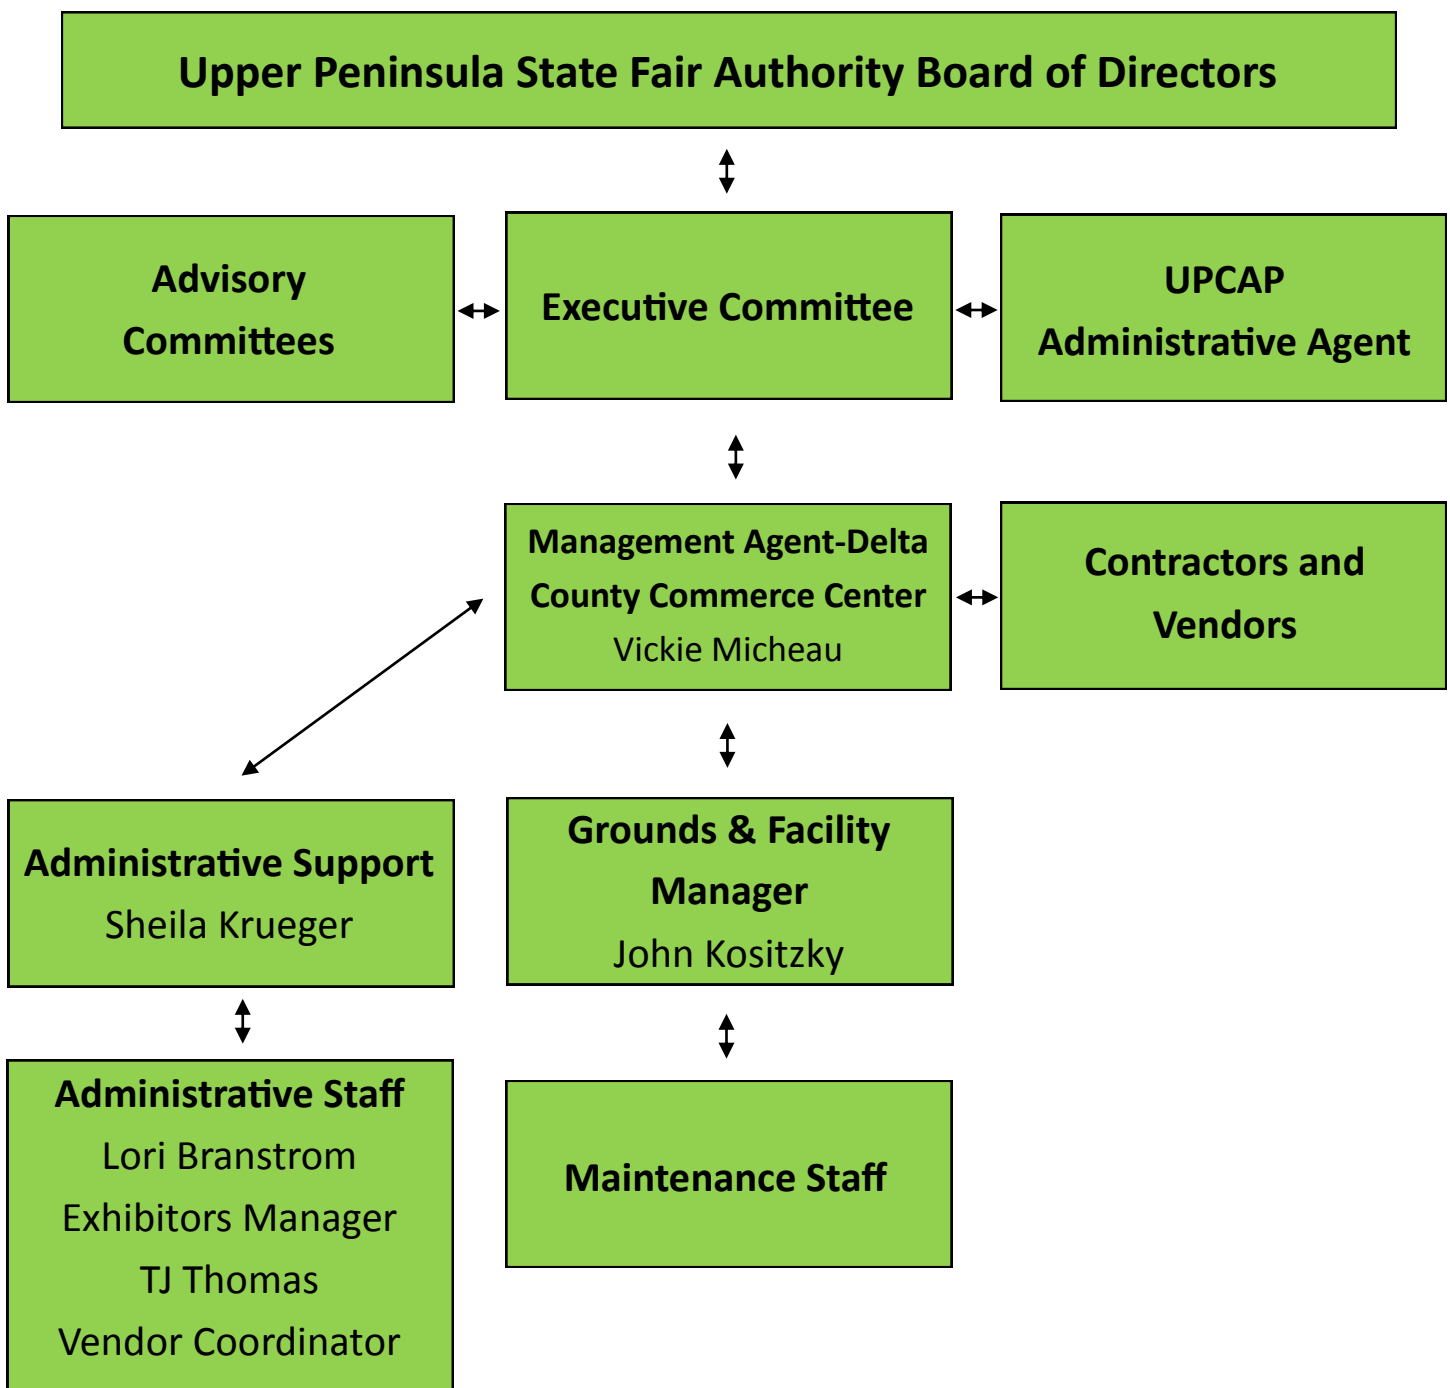 Upper Peninsula State Fair Authority Board of Directors
Advisory
Committees
Executive Committee
UPCAP
Administrative Agent
Management Agent-Delta
County Commerce Center
Vickie Micheau
Contractors and
Vendors
Administrative Support
Sheila Krueger
Grounds & Facility
Manager
John Kositzky
Administrative Staff
Lori Branstrom
Exhibitors Manager
TJ Thomas
Vendor Coordinator
Maintenance Staff